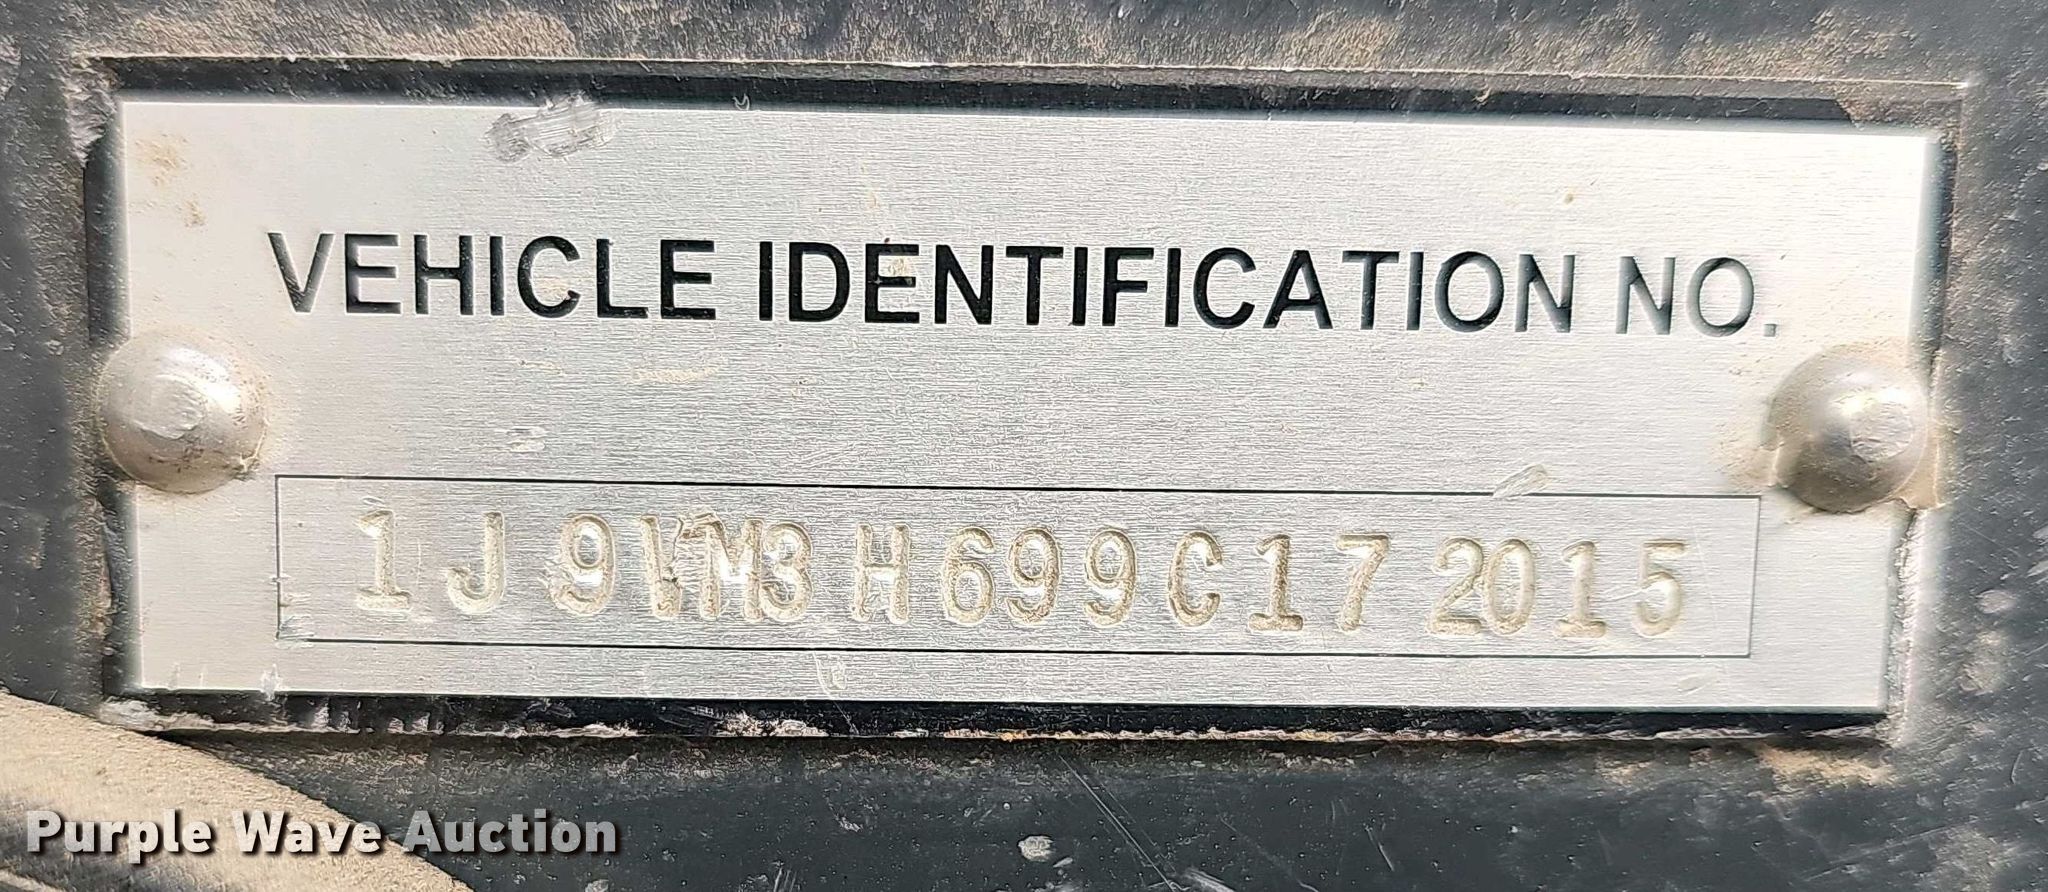 VEHICLE IDENTIFICATION NO.
1J9VM3H699C172015
Purple Wave Auction